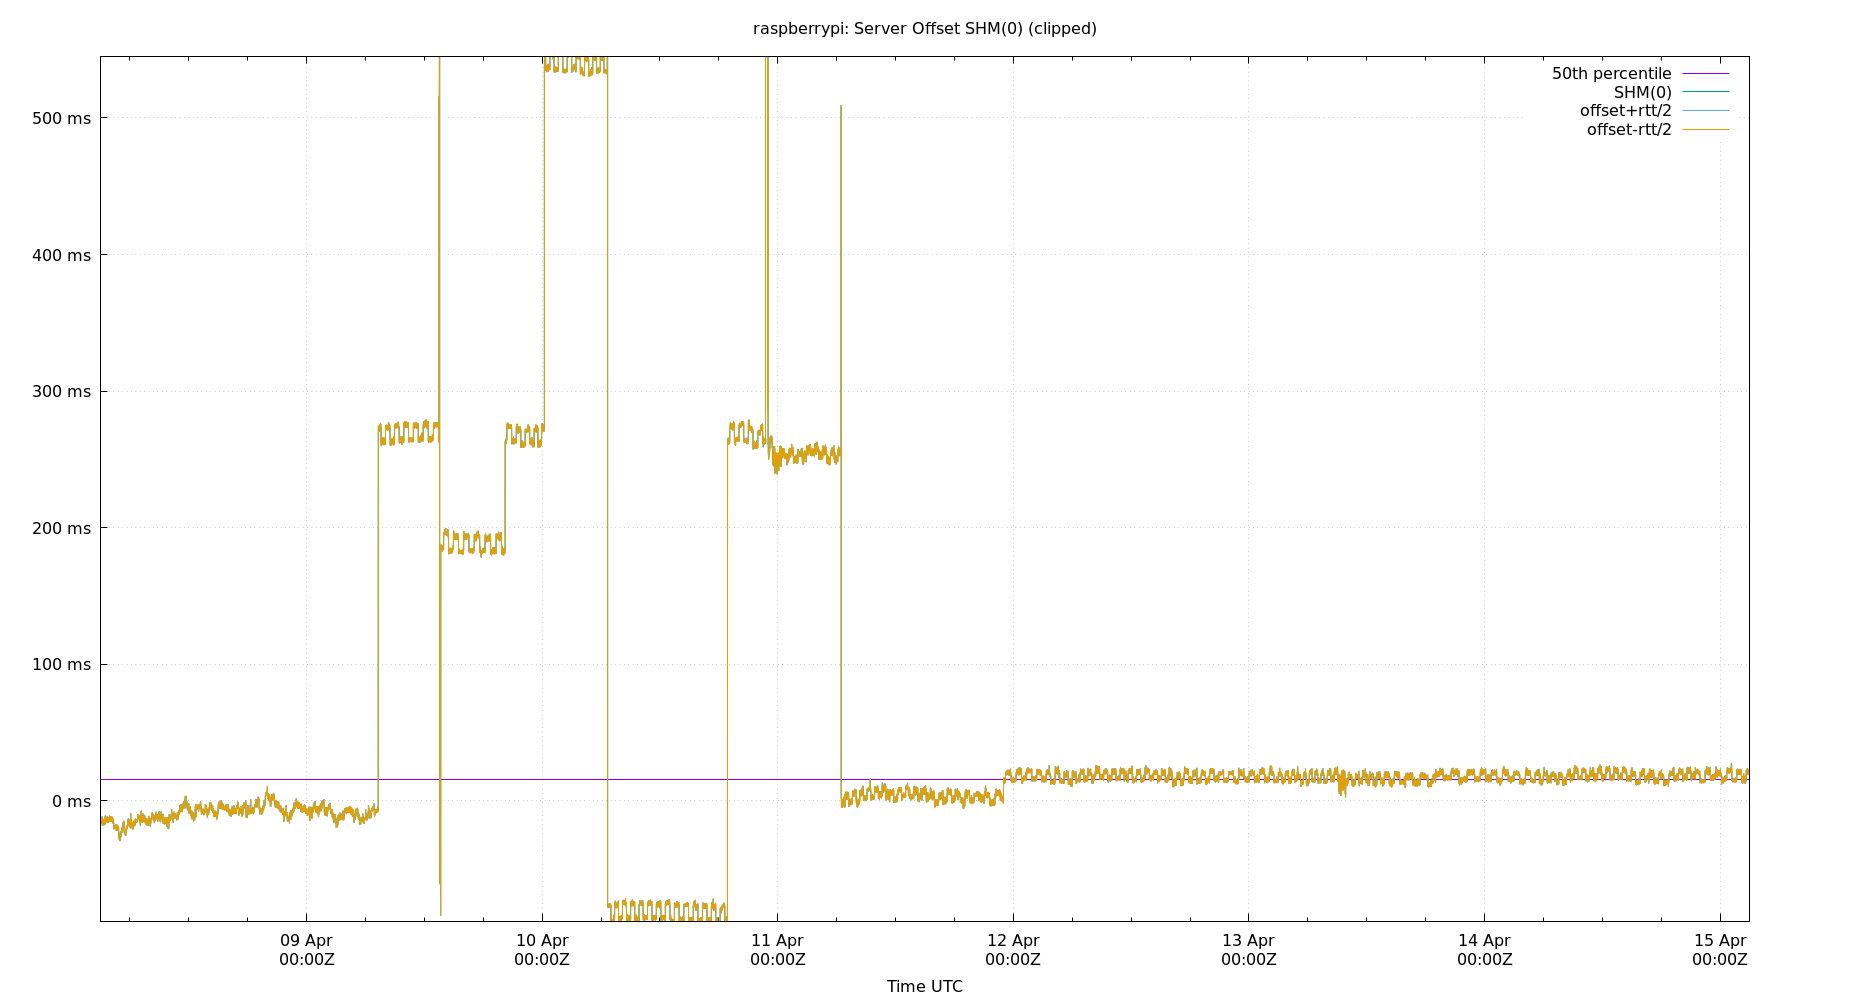 raspberrypi: Server Offset SHM(0) (clipped)
50th percentile
SHM(0)
offset+rtt/2
offset-rtt/2
500 ms
400 ms
300 ms
200 ms
100 ms
0 ms
09 Apr 10 Apr 11 Apr 12 Apr 13 Apr 14 Apr 15 Apr
00:00Z 00:00Z 00:00Z 00:00Z 00:00Z 00:00Z 00:00Z
Time UTC